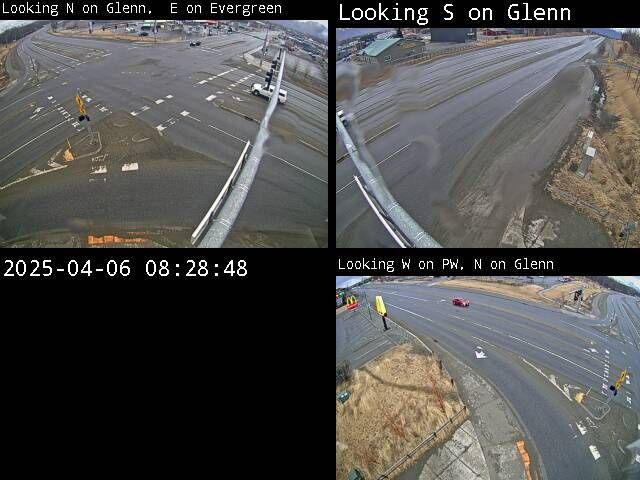 Looking N on Glenn,  E on Evergreen
Looking S on Glenn
2025-04-06 08:28:48
Looking W on PW, N on Glenn